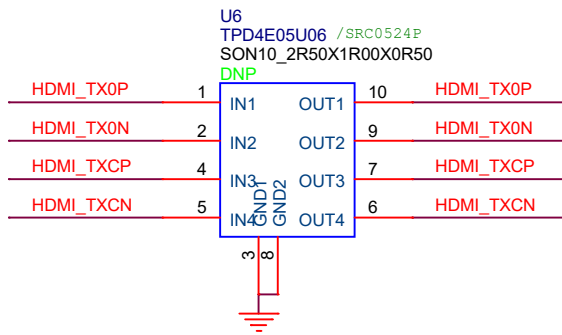 U6
TPD4E05U06 /SRC0524P
SON10_2R50X1R00X0R50
DNP
HDMI_TX0P 1 IN1 OUT1 10 HDMI_TX0P
HDMI_TX0N 2 IN2 OUT2 9 HDMI_TX0N
HDMI_TXCP 4 IN3 OUT3 7 HDMI_TXCP
HDMI_TXCN 5 IN4 OUT4 6 HDMI_TXCN
GND1 GND2
3 8